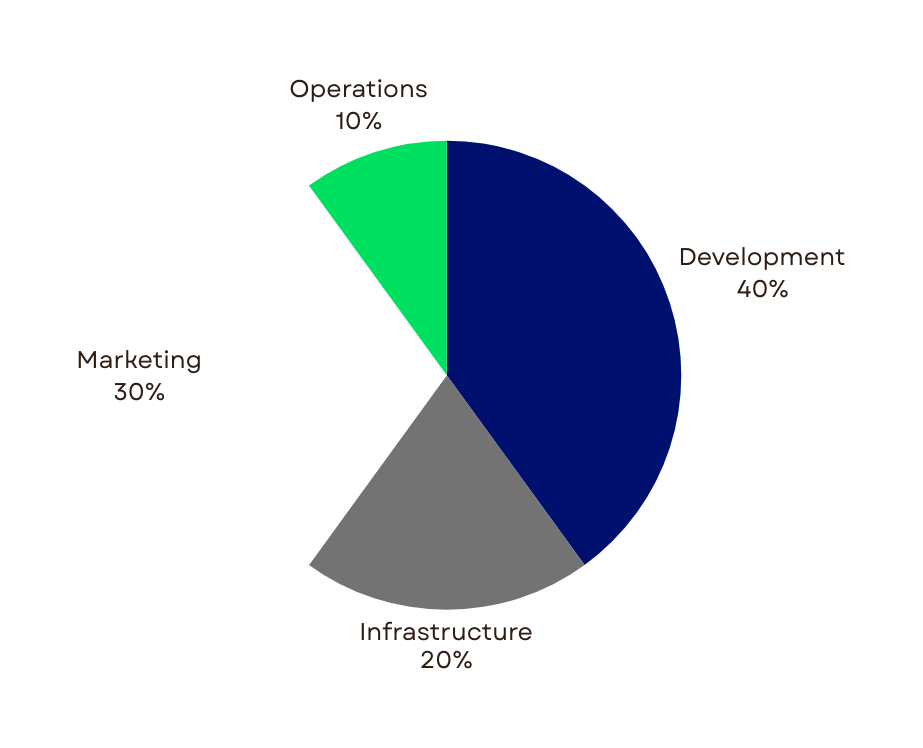 Operations
10%
Development
40%
Marketing
30%
Infrastructure
20%